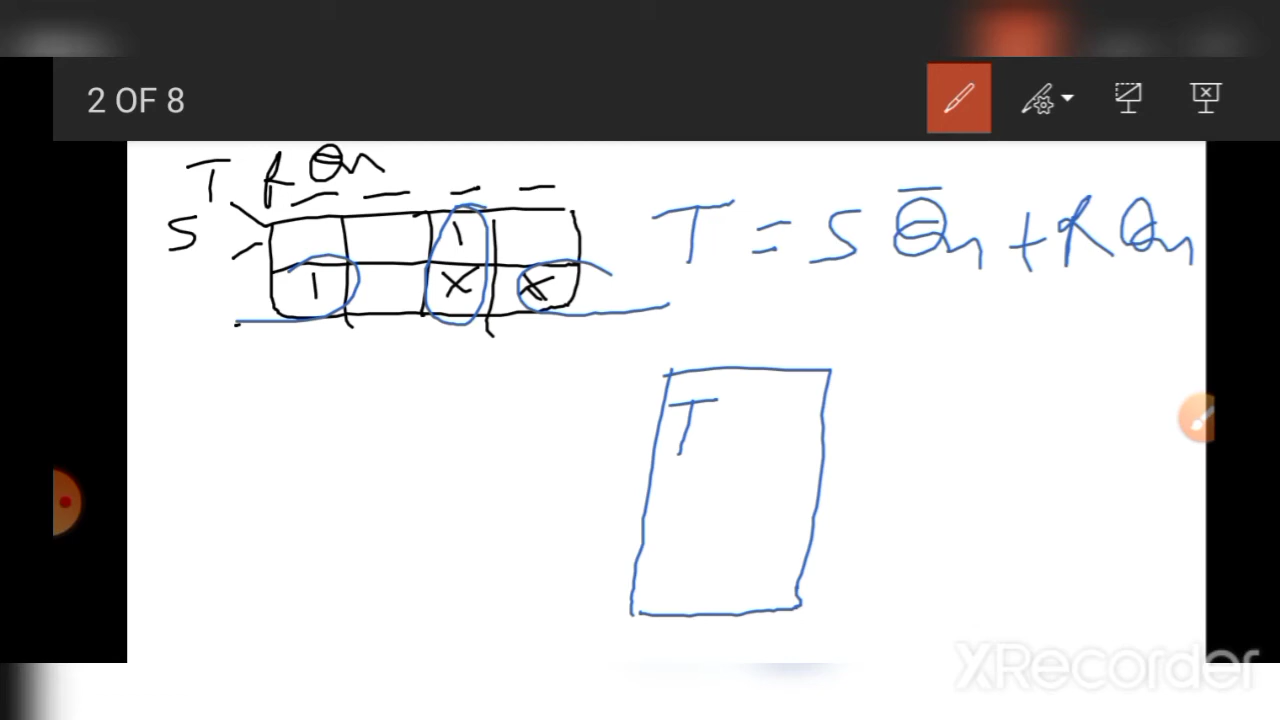 2 OF 8
T R Qn
S
1
1 X X
T = S Q̅n + R Qn
T
XRecorder